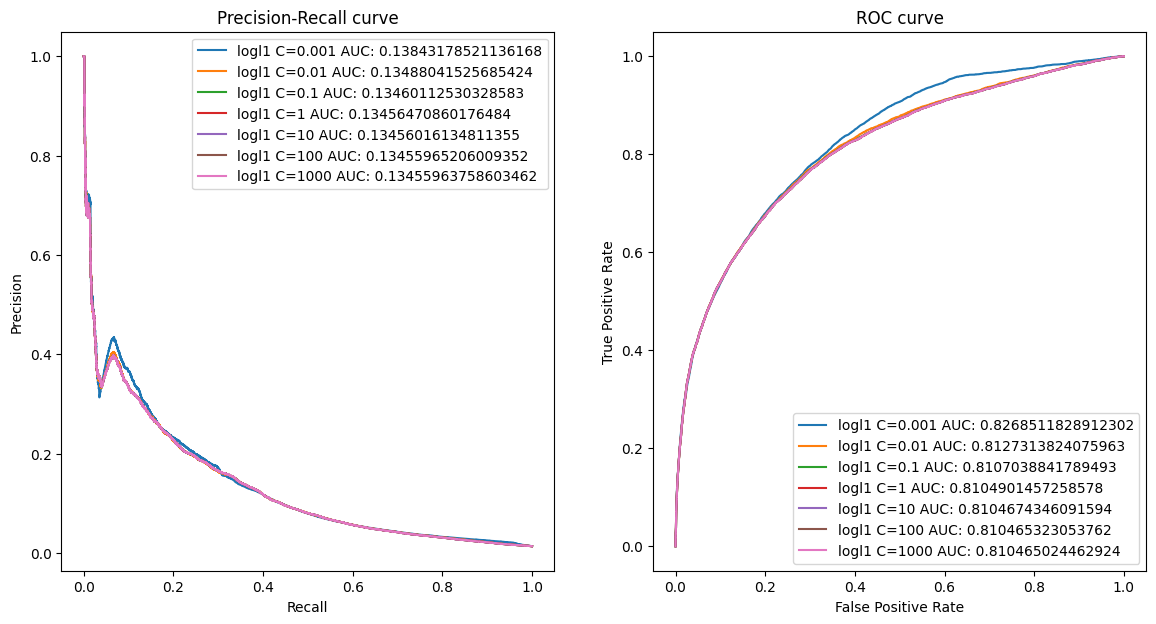 Precision-Recall curve
1.0
0.8
0.6
0.4
0.2
0.0
Precision
logl1 C=0.001 AUC: 0.13843178521136168
logl1 C=0.01 AUC: 0.13488041525685424
logl1 C=0.1 AUC: 0.13460112530328583
logl1 C=1 AUC: 0.13456470860176484
logl1 C=10 AUC: 0.13456016134811355
logl1 C=100 AUC: 0.13455965206009352
logl1 C=1000 AUC: 0.13455963758603462
0.0 0.2 0.4 0.6 0.8 1.0
Recall
ROC curve
1.0
0.8
0.6
0.4
0.2
0.0
True Positive Rate
logl1 C=0.001 AUC: 0.8268511828912302
logl1 C=0.01 AUC: 0.8127313824075963
logl1 C=0.1 AUC: 0.8107038841789493
logl1 C=1 AUC: 0.8104901457258578
logl1 C=10 AUC: 0.8104674346091594
logl1 C=100 AUC: 0.810465323053762
logl1 C=1000 AUC: 0.810465024462924
0.0 0.2 0.4 0.6 0.8 1.0
False Positive Rate